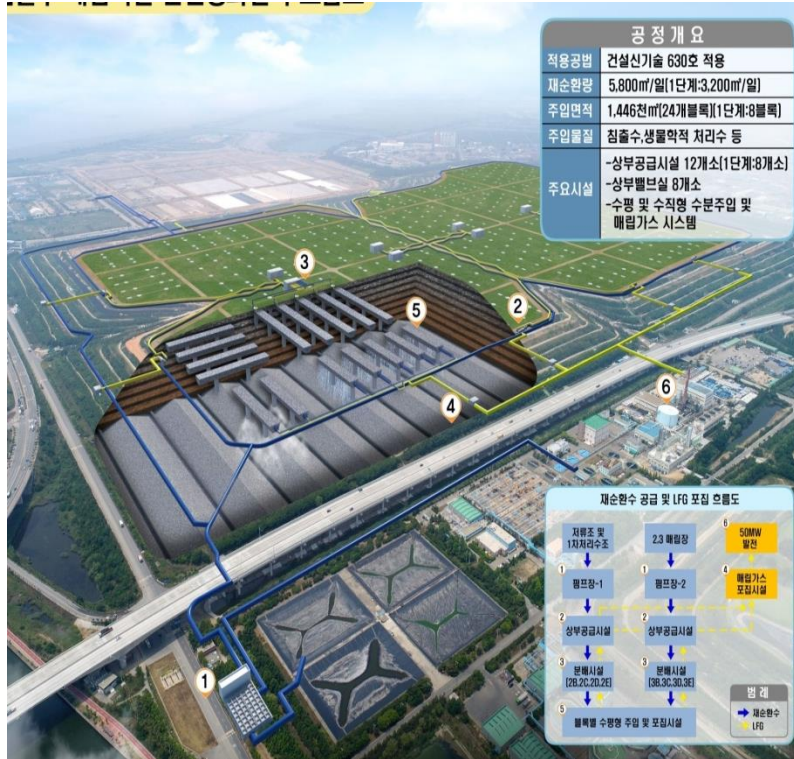 공정개요
적용공법 건설신기술 630호 적용
재순환량 5,800㎥/일(1단계:3,200㎥/일)
주입면적 1,446천㎡(24개블록)(1단계:8블록)
주입물질 침출수,생물학적 처리수 등
주요시설
-상부공급시설 12개소(1단계:8개소)
-상부밸브실 8개소
-수평 및 수직형 수분주입 및
매립가스 시스템
3
5
2
4
6
1
재순환수 공급 및 LFG 포집 흐름도
저류조 및
1차처리수조
2.3 매립장
6
50MW
발전
1
펌프장-1
1
펌프장-2
4
매립가스
포집시설
2
상부공급시설
2
상부공급시설
3
분배시설
(2B,2C,2D,2E)
3
분배시설
(3B,3C,3D,3E)
5
블록별 수평형 주입 및 포집시설
범례
재순환수
LFG